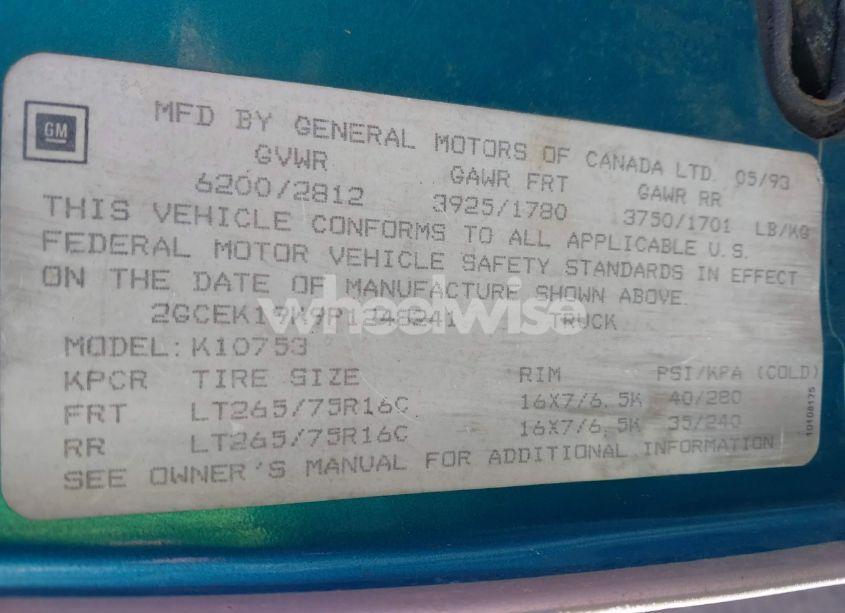 GM
MFD BY GENERAL MOTORS OF CANADA LTD. 05/93
GVWR GAWR FRT GAWR RR
6200/2812 3925/1780 3750/1701 LB/KG
THIS VEHICLE CONFORMS TO ALL APPLICABLE U.S.
FEDERAL MOTOR VEHICLE SAFETY STANDARDS IN EFFECT
ON THE DATE OF MANUFACTURE SHOWN ABOVE.
TRUCK
wheelwise
MODEL: K10753
KPCR TIRE SIZE RIM PSI/KPA (COLD)
FRT LT265/75R16C 16X7/6.5K 40/280
RR LT265/75R16C 16X7/6.5K 35/240
SEE OWNER'S MANUAL FOR ADDITIONAL INFORMATION